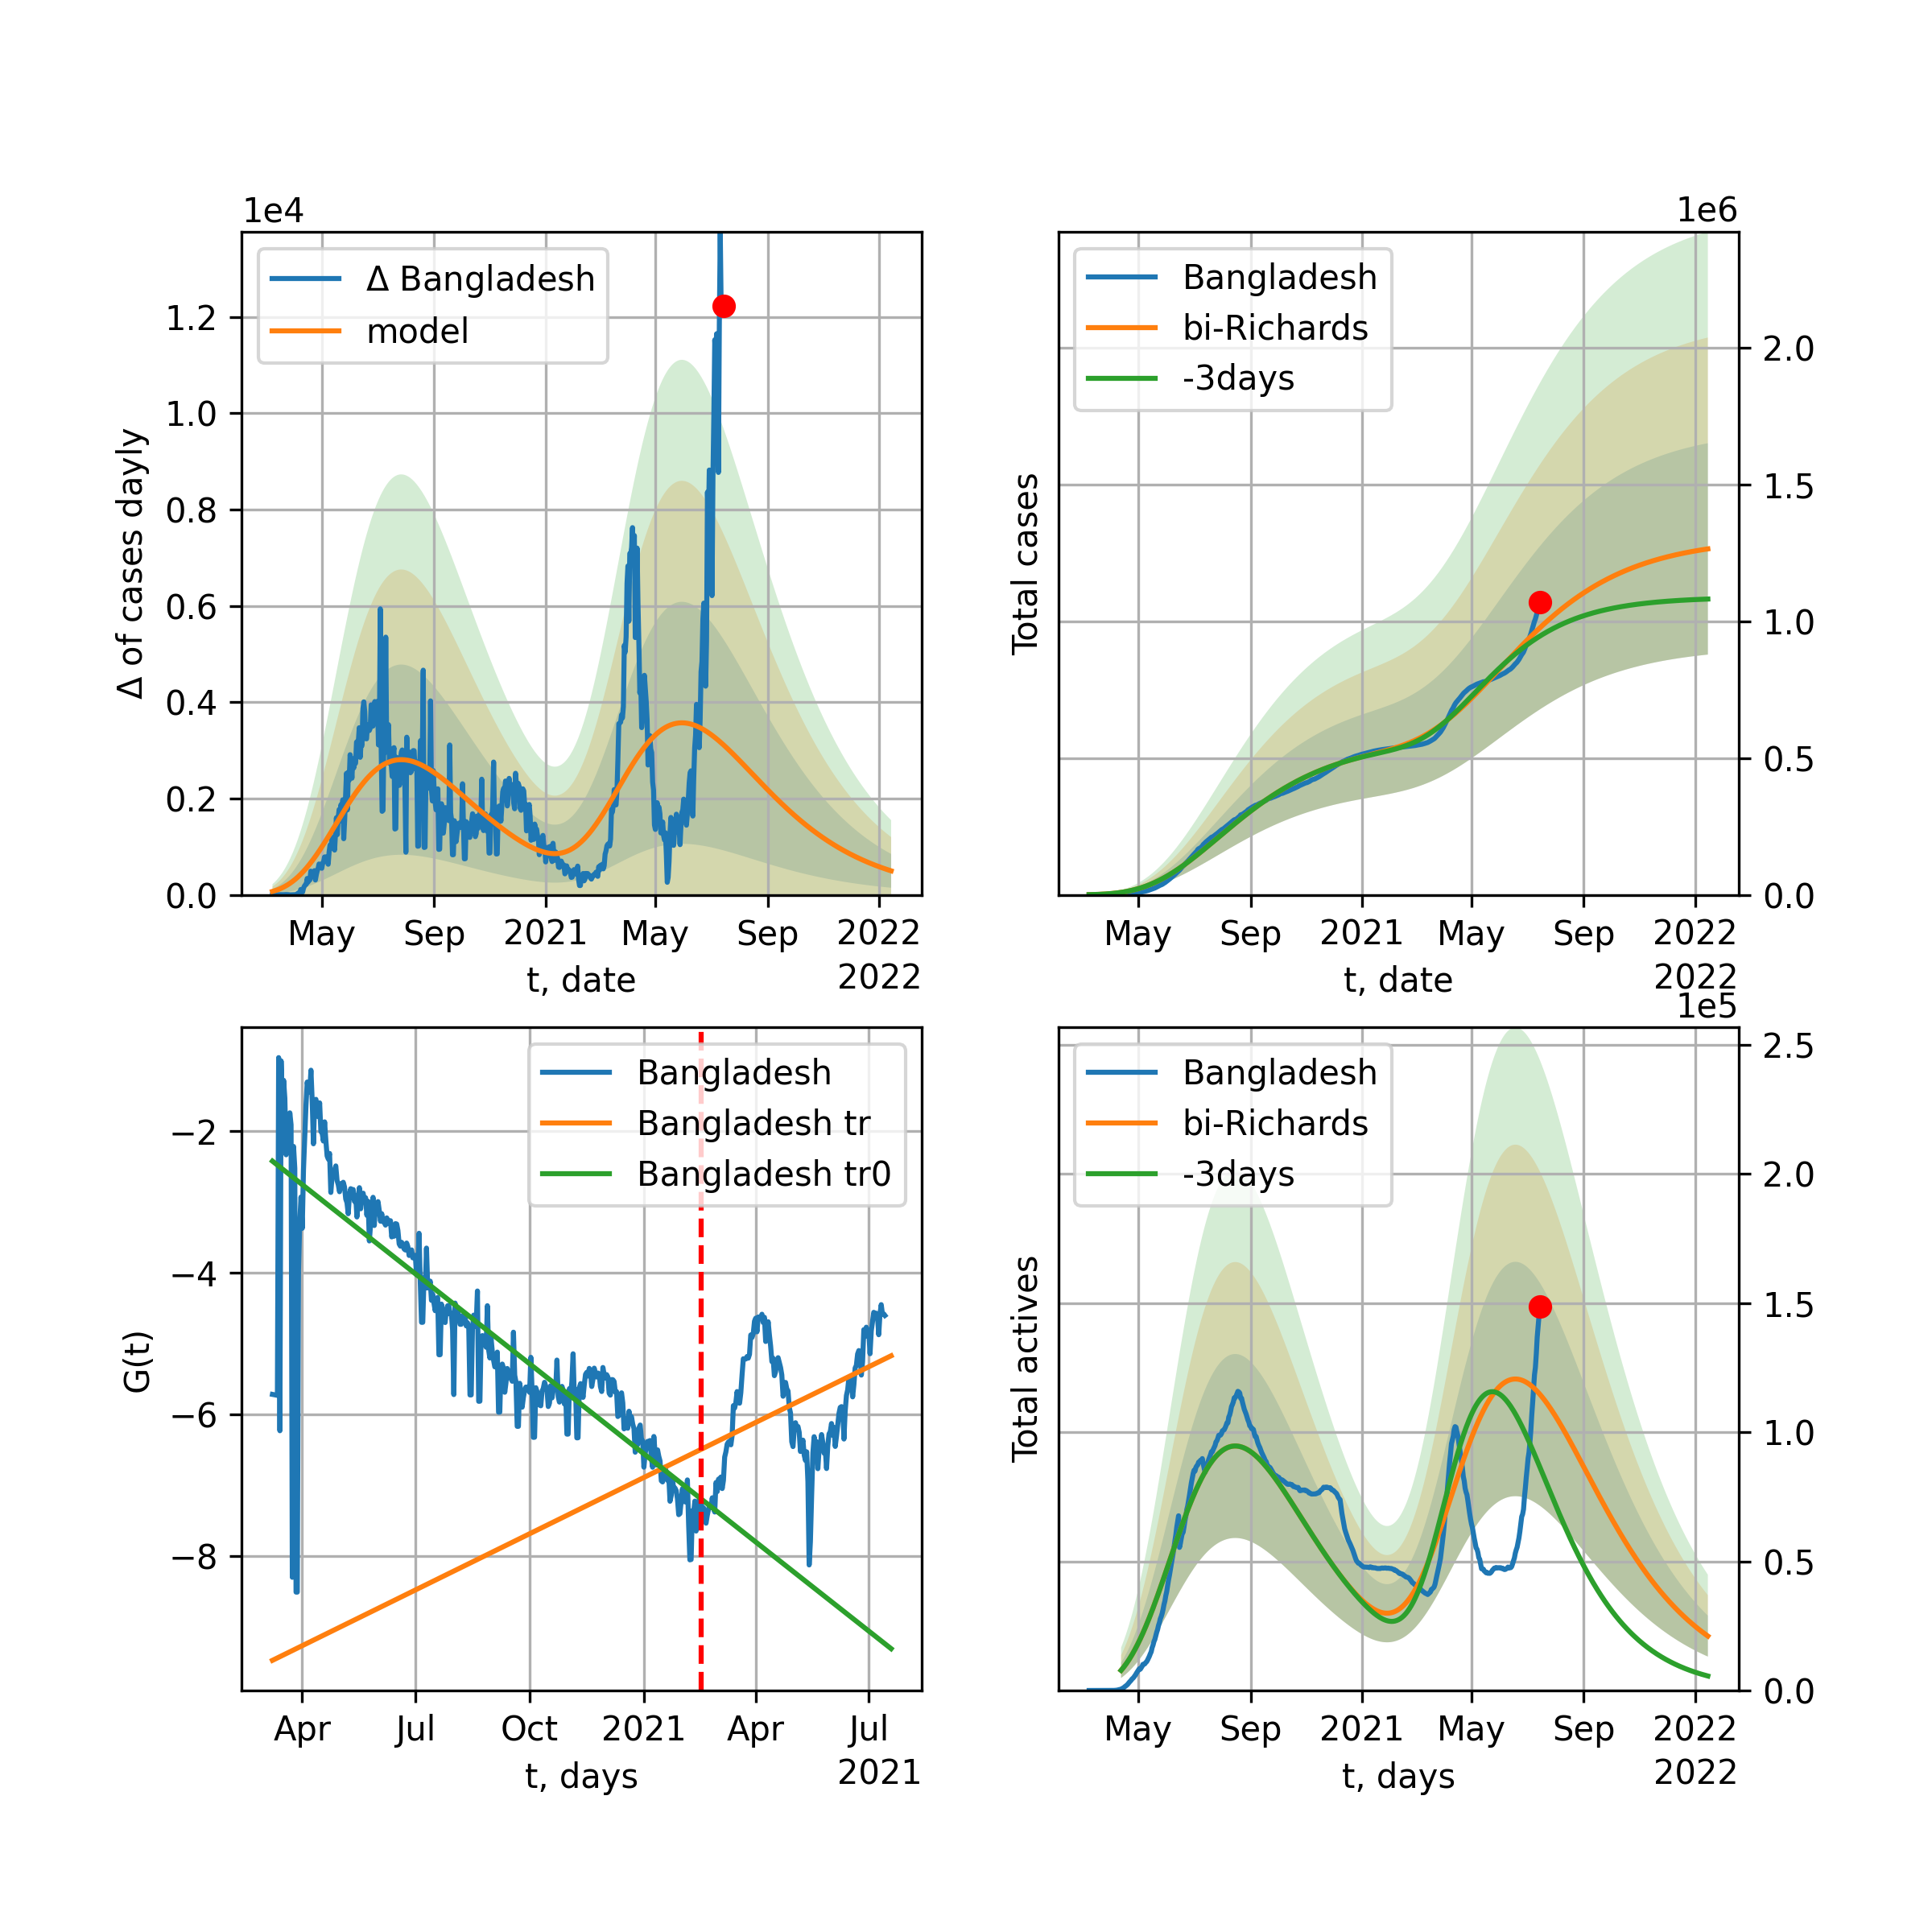 1e4
Δ Bangladesh
model
1.2
1.0
0.8
0.6
0.4
0.2
0.0
Δ of cases dayly
May Sep 2021 May Sep 2022
t, date
2022
1e6
Bangladesh
bi-Richards
-3days
2.0
1.5
1.0
0.5
0.0
Total cases
May Sep 2021 May Sep 2022
t, date
2022
Bangladesh
Bangladesh tr
Bangladesh tr0
−2
−4
−6
−8
G(t)
Apr Jul Oct 2021 Apr Jul
t, days
2021
1e5
Bangladesh
bi-Richards
-3days
2.5
2.0
1.5
1.0
0.5
0.0
Total actives
May Sep 2021 May Sep 2022
t, days
2022